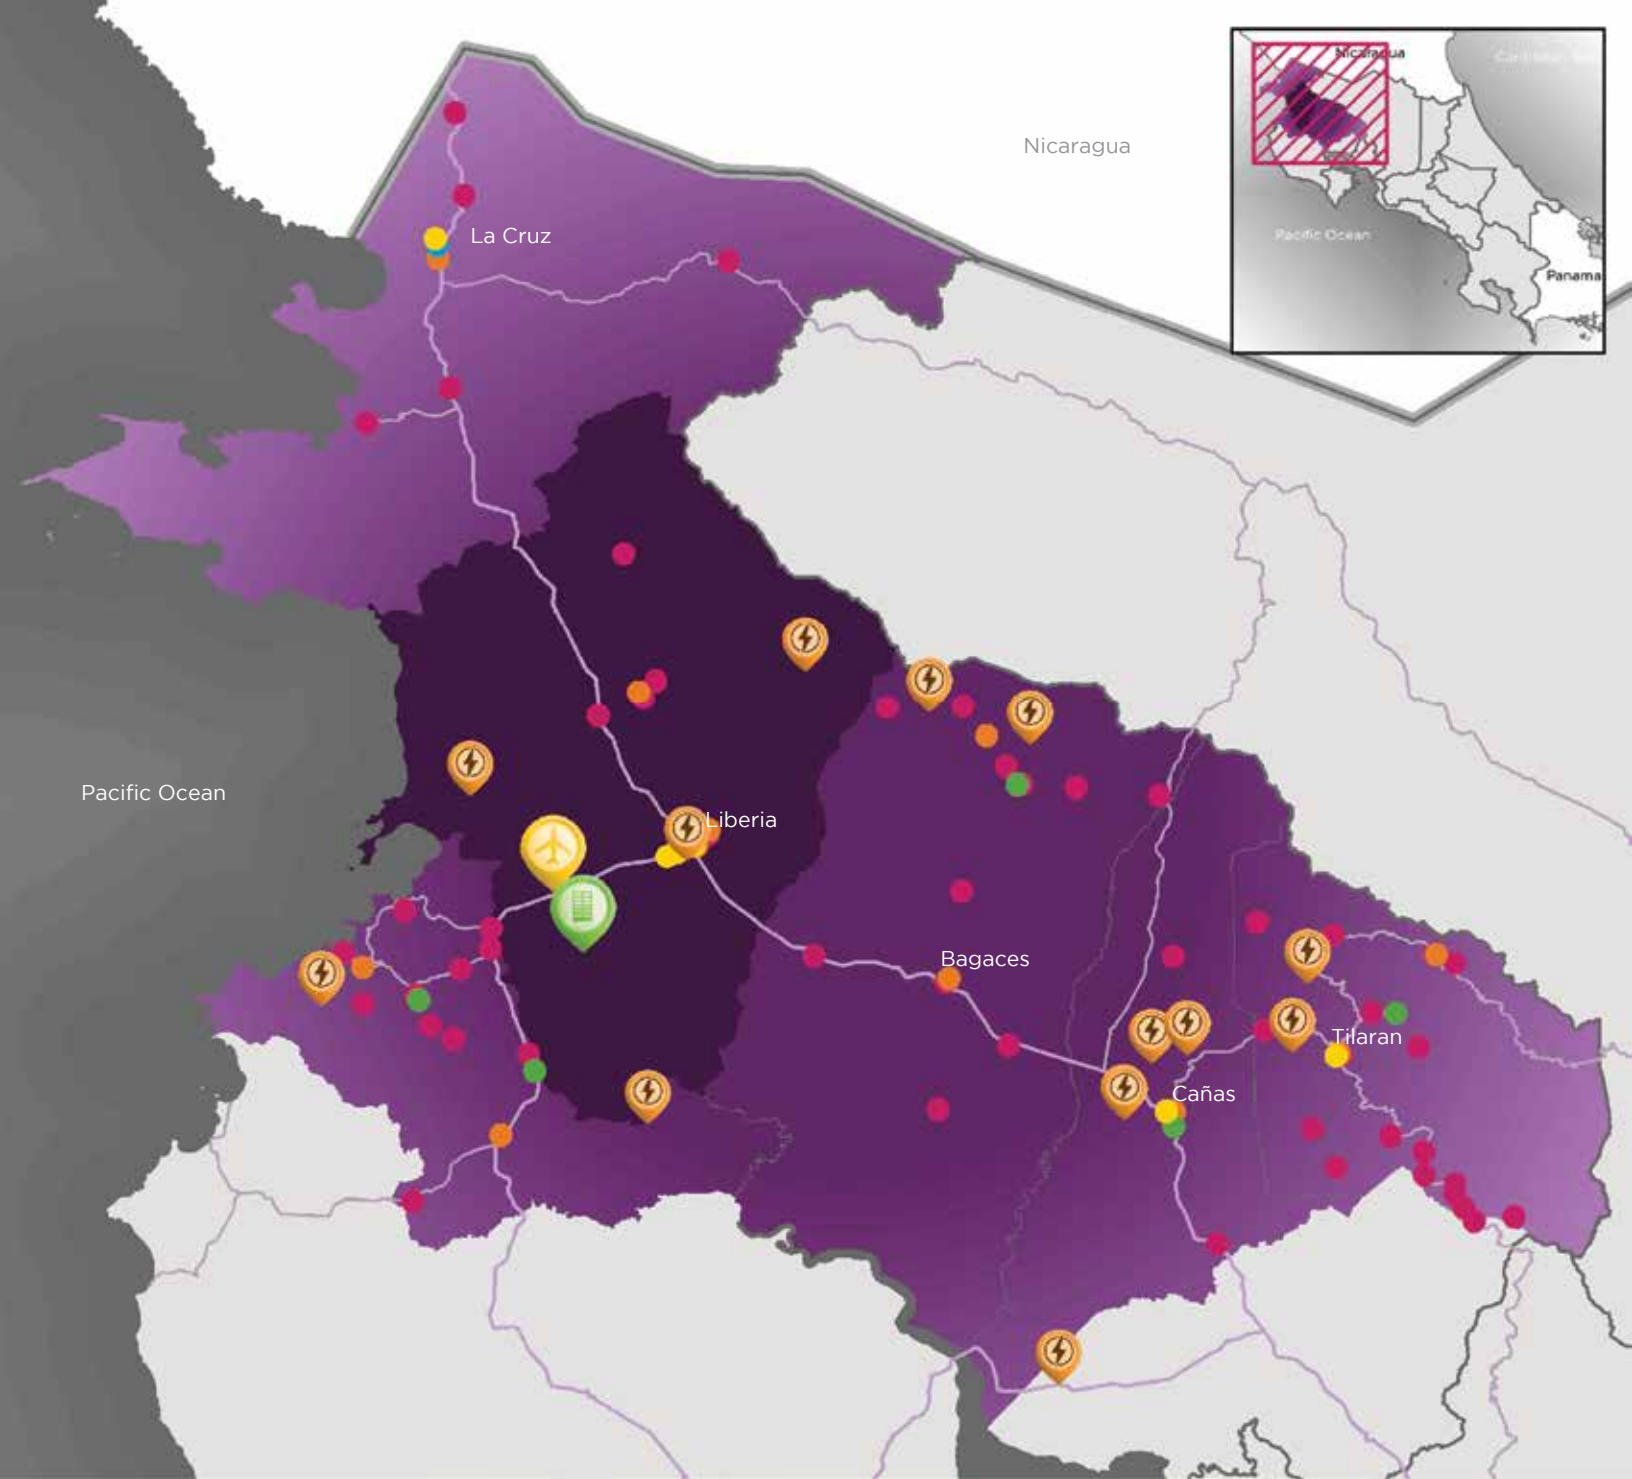 Nicaragua
Nicaragua
Pacific Ocean
Panama
La Cruz
Pacific Ocean
Liberia
Bagaces
Tilaran
Cañas